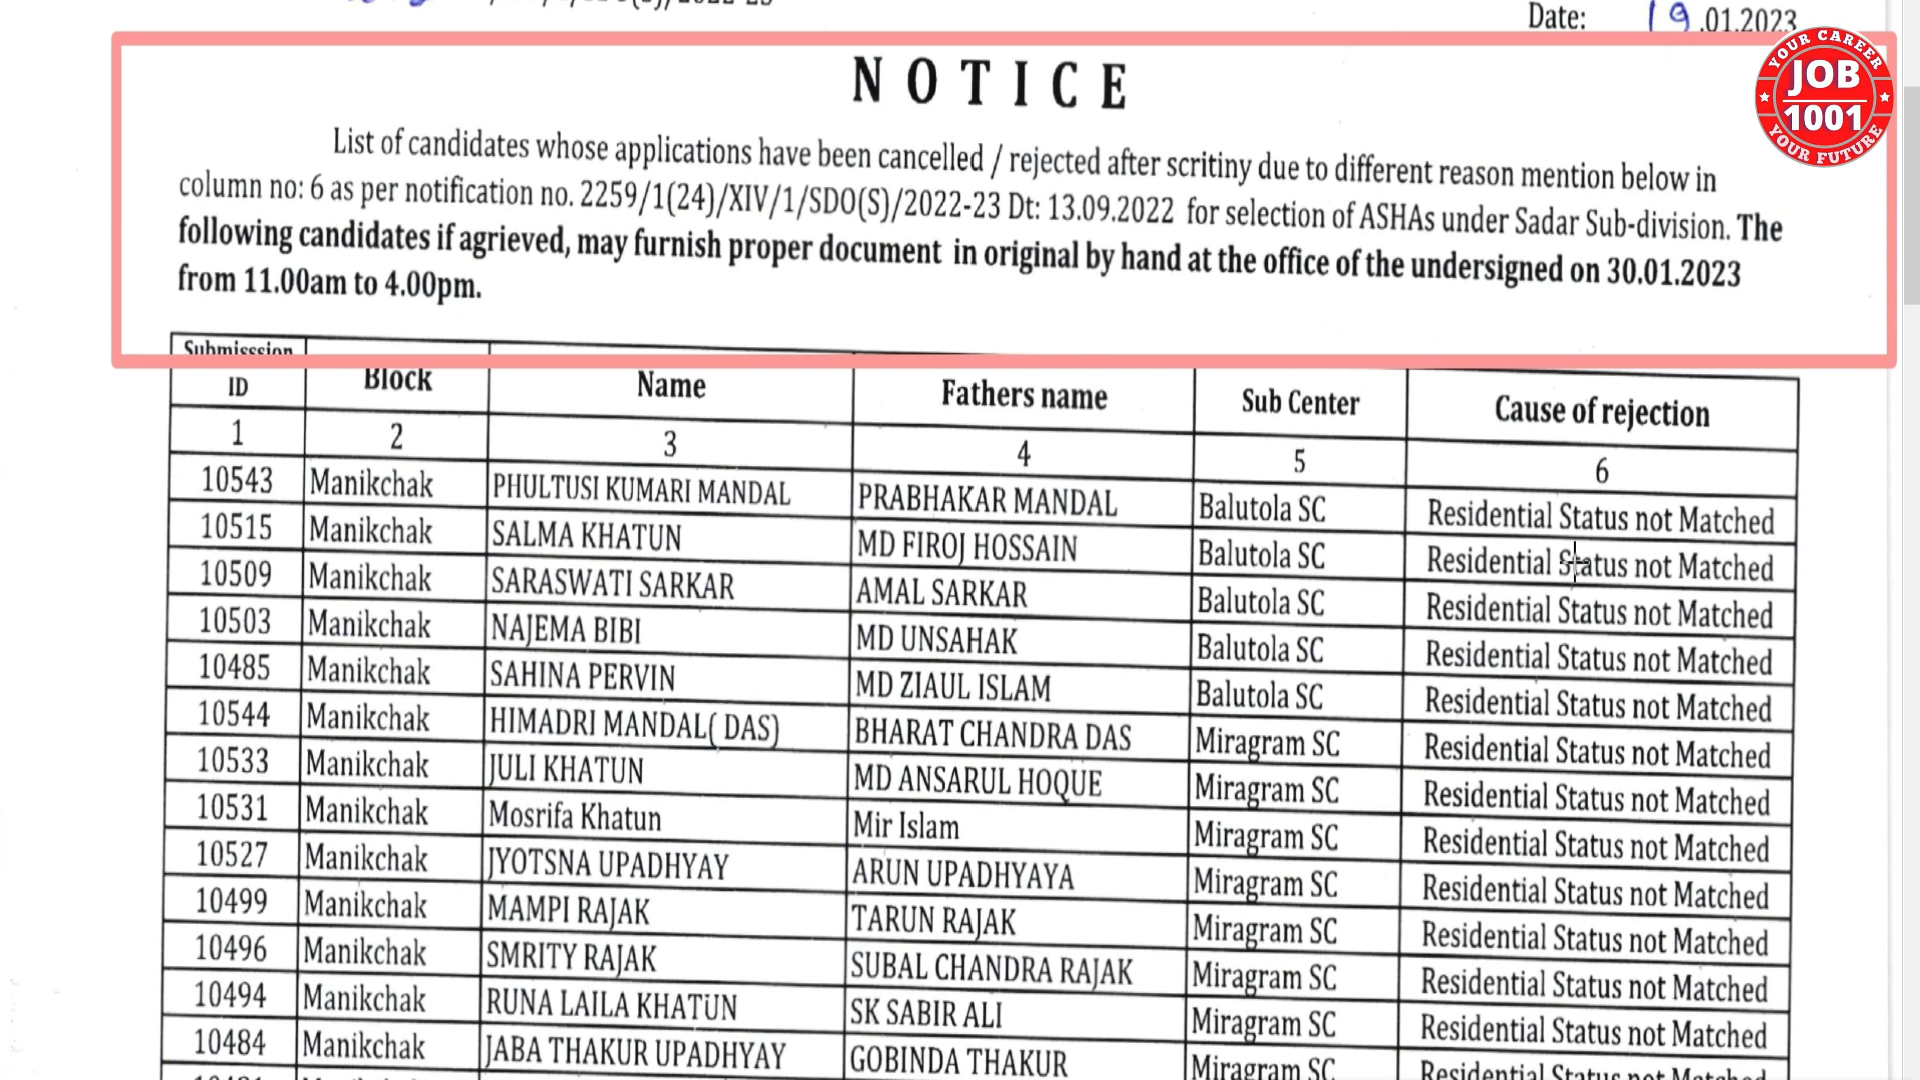 Date: 19.01.2023
YOUR CAREER
JOB
1001
YOUR FUTURE
NOTICE
List of candidates whose applications have been cancelled / rejected after scritiny due to different reason mention below in
column no: 6 as per notification no. 2259/1(24)/XIV/1/SDO(S)/2022-23 Dt: 13.09.2022 for selection of ASHAs under Sadar Sub-division. The
following candidates if agrieved, may furnish proper document in original by hand at the office of the undersigned on 30.01.2023
from 11.00am to 4.00pm.
Submisssion ID Block Name Fathers name Sub Center Cause of rejection
1 2 3 4 5 6
10543 Manikchak PHULTUSI KUMARI MANDAL PRABHAKAR MANDAL Balutola SC Residential Status not Matched
10515 Manikchak SALMA KHATUN MD FIROJ HOSSAIN Balutola SC Residential Status not Matched
10509 Manikchak SARASWATI SARKAR AMAL SARKAR Balutola SC Residential Status not Matched
10503 Manikchak NAJEMA BIBI MD UNSAHAK Balutola SC Residential Status not Matched
10485 Manikchak SAHINA PERVIN MD ZIAUL ISLAM Balutola SC Residential Status not Matched
10544 Manikchak HIMADRI MANDAL( DAS) BHARAT CHANDRA DAS Miragram SC Residential Status not Matched
10533 Manikchak JULI KHATUN MD ANSARUL HOQUE Miragram SC Residential Status not Matched
10531 Manikchak Mosrifa Khatun Mir Islam Miragram SC Residential Status not Matched
10527 Manikchak JYOTSNA UPADHYAY ARUN UPADHYAYA Miragram SC Residential Status not Matched
10499 Manikchak MAMPI RAJAK TARUN RAJAK Miragram SC Residential Status not Matched
10496 Manikchak SMRITY RAJAK SUBAL CHANDRA RAJAK Miragram SC Residential Status not Matched
10494 Manikchak RUNA LAILA KHATUN SK SABIR ALI Miragram SC Residential Status not Matched
10484 Manikchak JABA THAKUR UPADHYAY GOBINDA THAKUR Miragram SC Residential Status not Matched